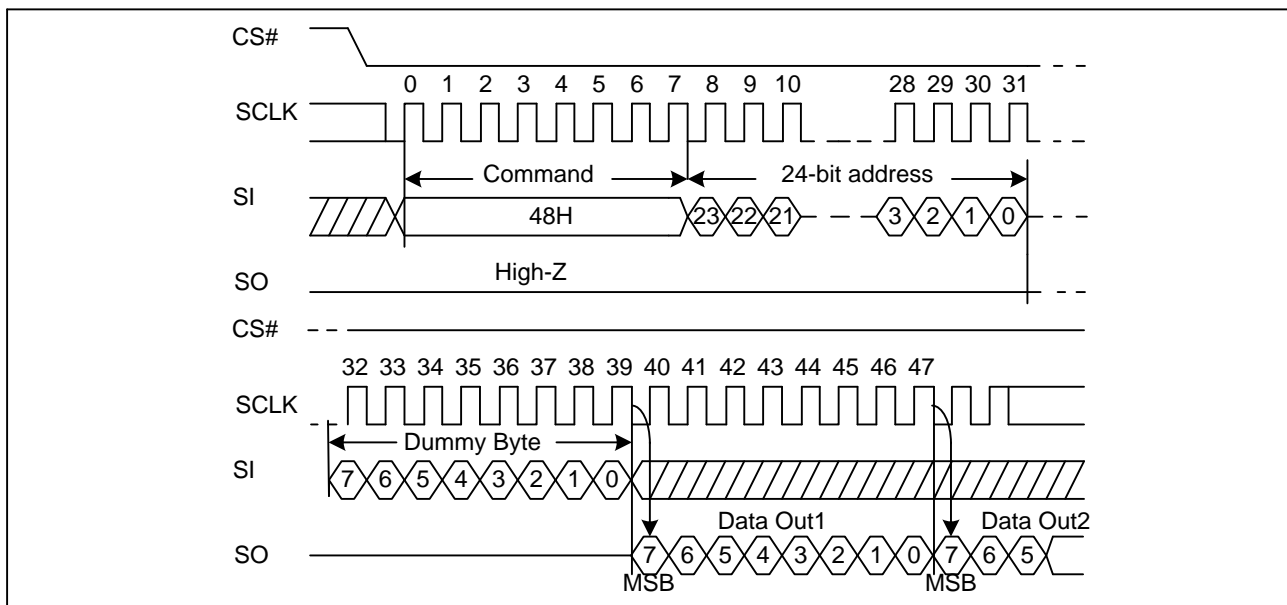 CS#
0 1 2 3 4 5 6 7 8 9 10 28 29 30 31
SCLK
Command 24-bit address
SI
48H 23 22 21 3 2 1 0
High-Z
SO
CS#
32 33 34 35 36 37 38 39 40 41 42 43 44 45 46 47
SCLK
Dummy Byte
SI
7 6 5 4 3 2 1 0
Data Out1 Data Out2
SO
7 6 5 4 3 2 1 0 7 6 5
MSB MSB